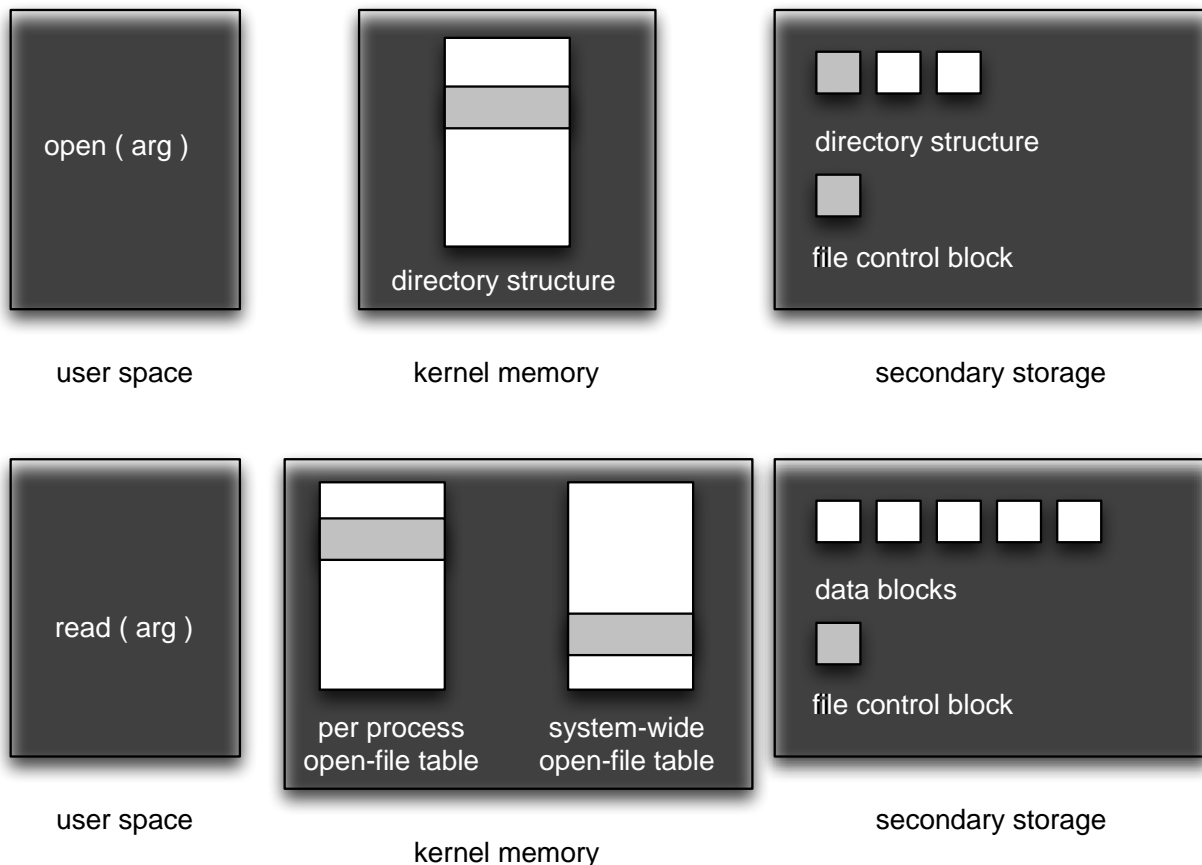 open ( arg )
directory structure
directory structure
file control block
user space
kernel memory
secondary storage
read ( arg )
per process
open-file table
system-wide
open-file table
data blocks
file control block
user space
kernel memory
secondary storage